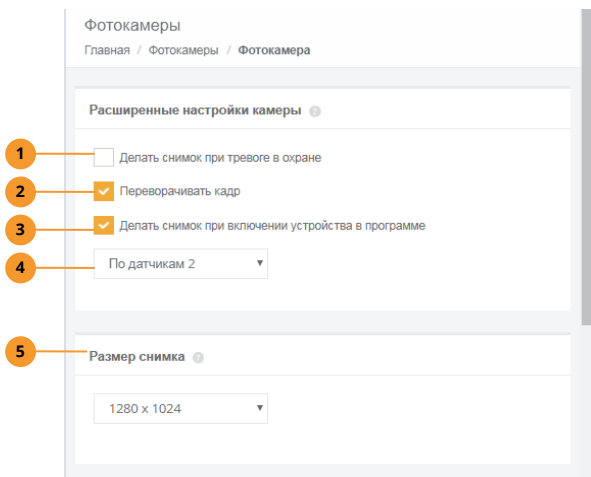 Фотокамеры
Главная / Фотокамеры / Фотокамера
Расширенные настройки камеры ?
1 Делать снимок при тревоге в охране
2 Переворачивать кадр
3 Делать снимок при включении устройства в программе
4 По датчикам 2
5 Размер снимка ?
1280 x 1024